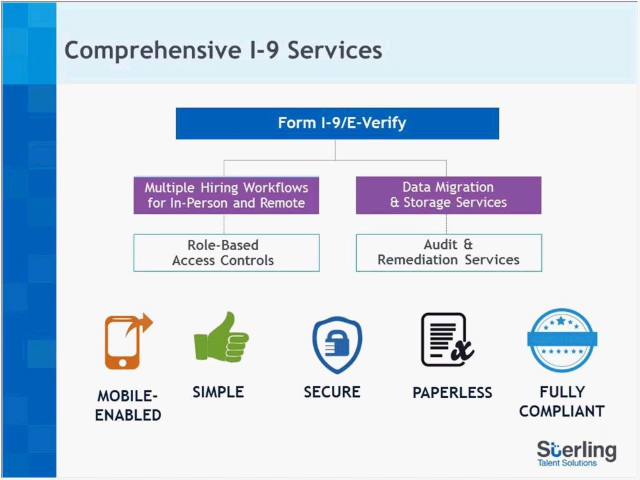 Comprehensive I-9 Services
Form I-9/E-Verify
Multiple Hiring Workflows
for In-Person and Remote
Data Migration
& Storage Services
Role-Based
Access Controls
Audit &
Remediation Services
MOBILE-
ENABLED
SIMPLE
SECURE
PAPERLESS
FULLY
COMPLIANT
Sterling
Talent Solutions